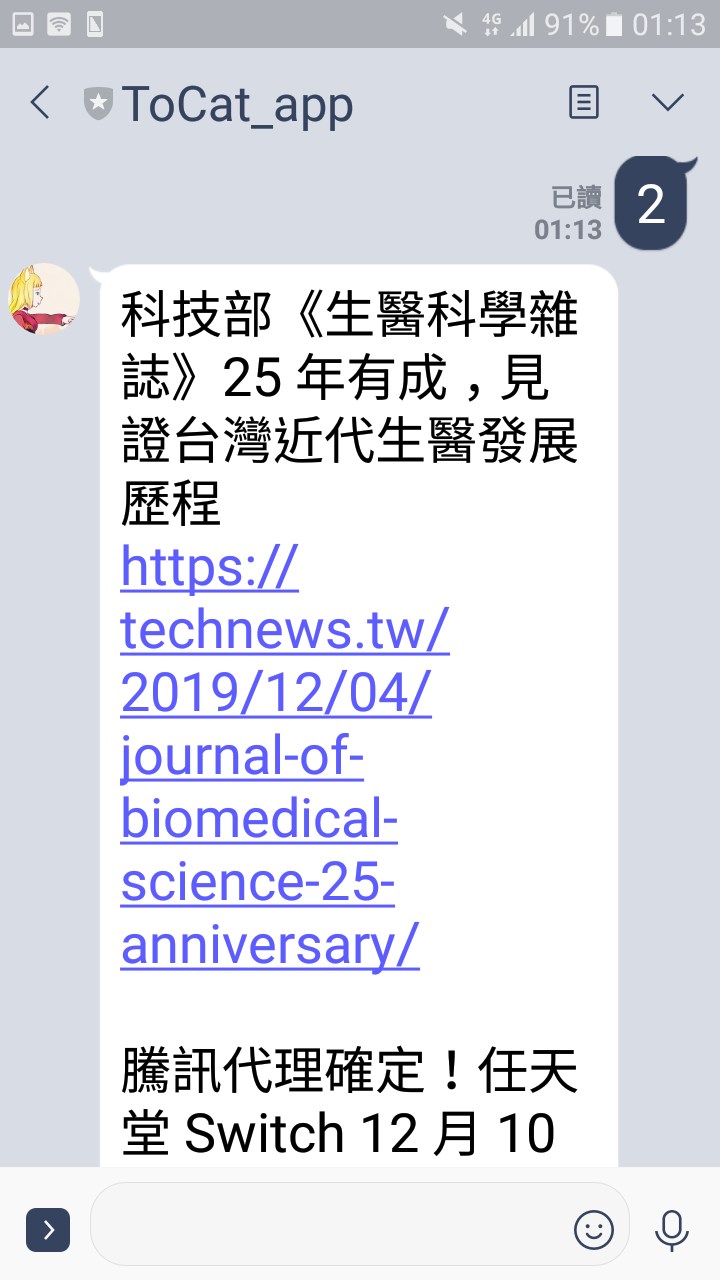 4G 91% 01:13
ToCat_app
已讀
01:13
2
科技部《生醫科學雜
誌》25 年有成，見
證台灣近代生醫發展
歷程
https://
technews.tw/
2019/12/04/
journal-of-
biomedical-
science-25-
anniversary/
騰訊代理確定！任天
堂 Switch 12 月 10